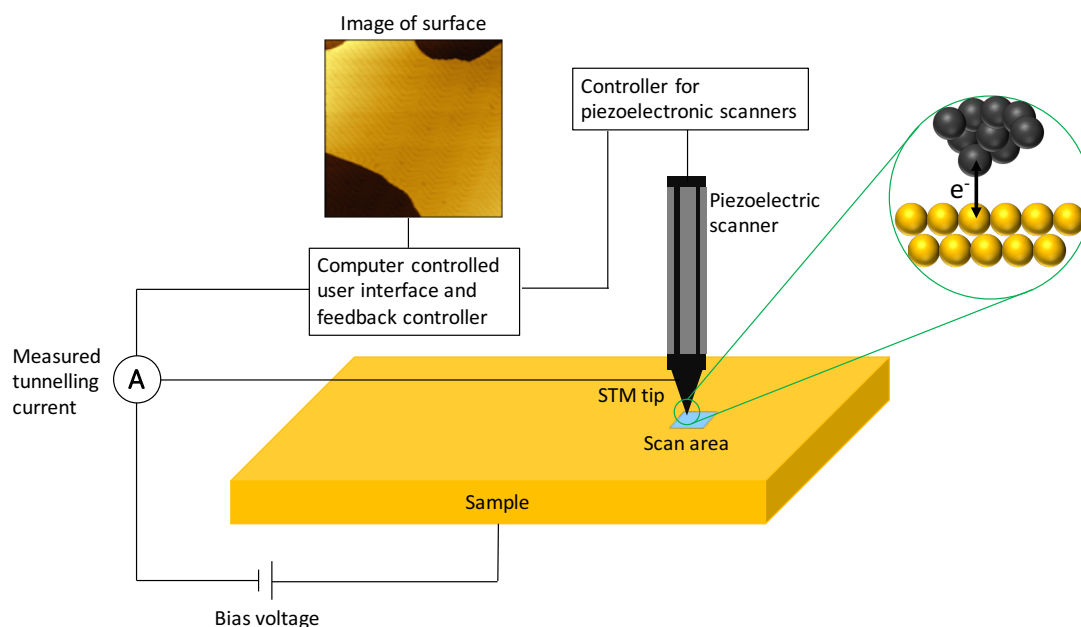 Image of surface
Controller for
piezoelectronic scanners
e-
Piezoelectric
scanner
Computer controlled
user interface and
feedback controller
Measured
tunnelling
current
A
STM tip
Scan area
Sample
Bias voltage